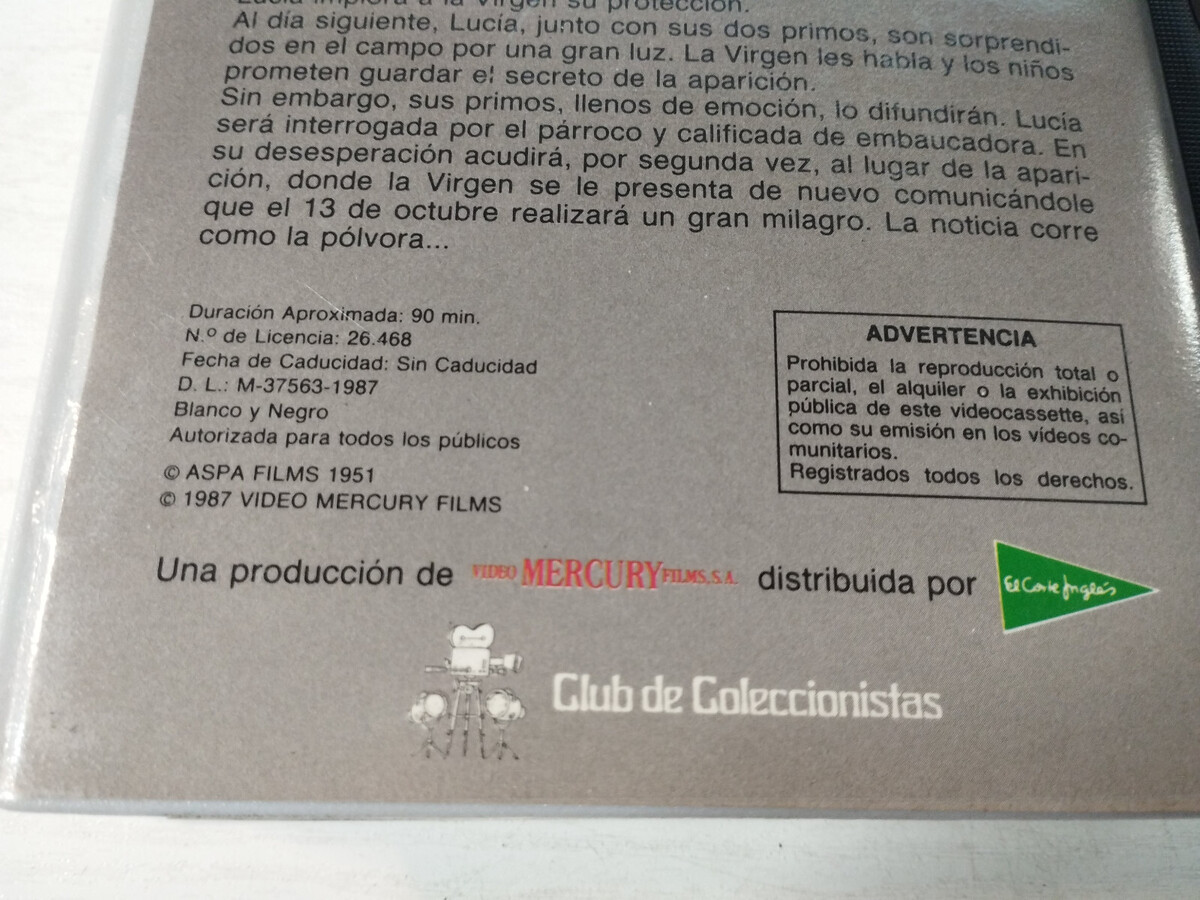 Lucía implora a la Virgen su protección.
Al día siguiente, Lucía, junto con sus dos primos, son sorprendi-
dos en el campo por una gran luz. La Virgen les habla y los niños
prometen guardar el secreto de la aparición.
Sin embargo, sus primos, llenos de emoción, lo difundirán. Lucía
será interrogada por el párroco y calificada de embaucadora. En
su desesperación acudirá, por segunda vez, al lugar de la apari-
ción, donde la Virgen se le presenta de nuevo comunicándole
que el 13 de octubre realizará un gran milagro. La noticia corre
como la pólvora...
Duración Aproximada: 90 min.
N.º de Licencia: 26.468
Fecha de Caducidad: Sin Caducidad
D. L.: M-37563-1987
Blanco y Negro
Autorizada para todos los públicos
© ASPA FILMS 1951
© 1987 VIDEO MERCURY FILMS
ADVERTENCIA
Prohibida la reproducción total o
parcial, el alquiler o la exhibición
pública de este videocassette, así
como su emisión en los vídeos co-
munitarios.
Registrados todos los derechos.
Una producción de VIDEO MERCURY FILMS, S.A. distribuida por El Corte Inglés
Club de Coleccionistas